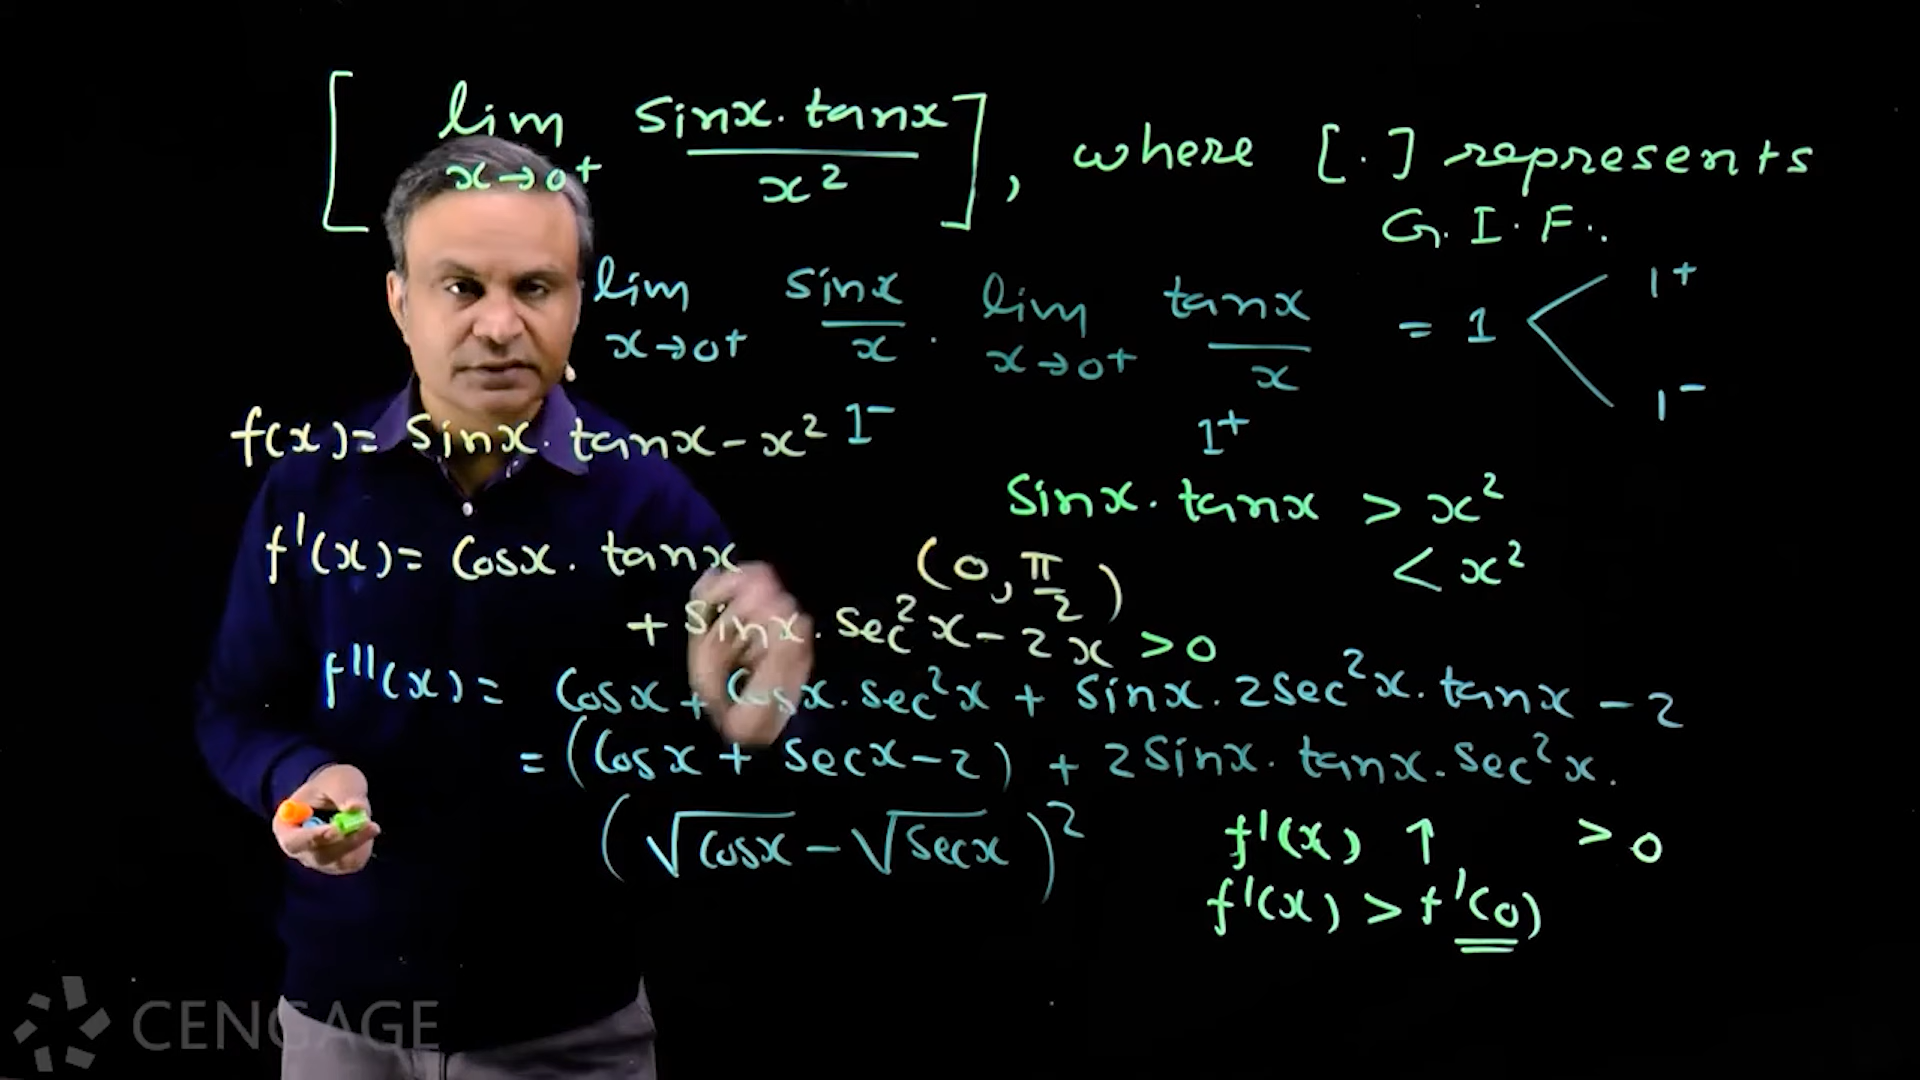 [ lim x→0+ sinx·tanx / x² ], where [·] represents
G.I.F..
lim x→0+ sinx / x · lim x→0+ tanx / x = 1 < 1+
1-
1- 1+
f(x)= sinx·tanx-x²
sinx·tanx > x²
< x²
f'(x)= cosx·tanx (0, π/2)
+ sinx·sec²x-2x >0
f''(x)= cosx + cosx·sec²x + sinx·2sec²x·tanx - 2
= (cosx + secx-2) + 2sinx·tanx·sec²x.
(√cosx - √secx)² f'(x) ↑ >0
f'(x) > f'(0)
CENGAGE